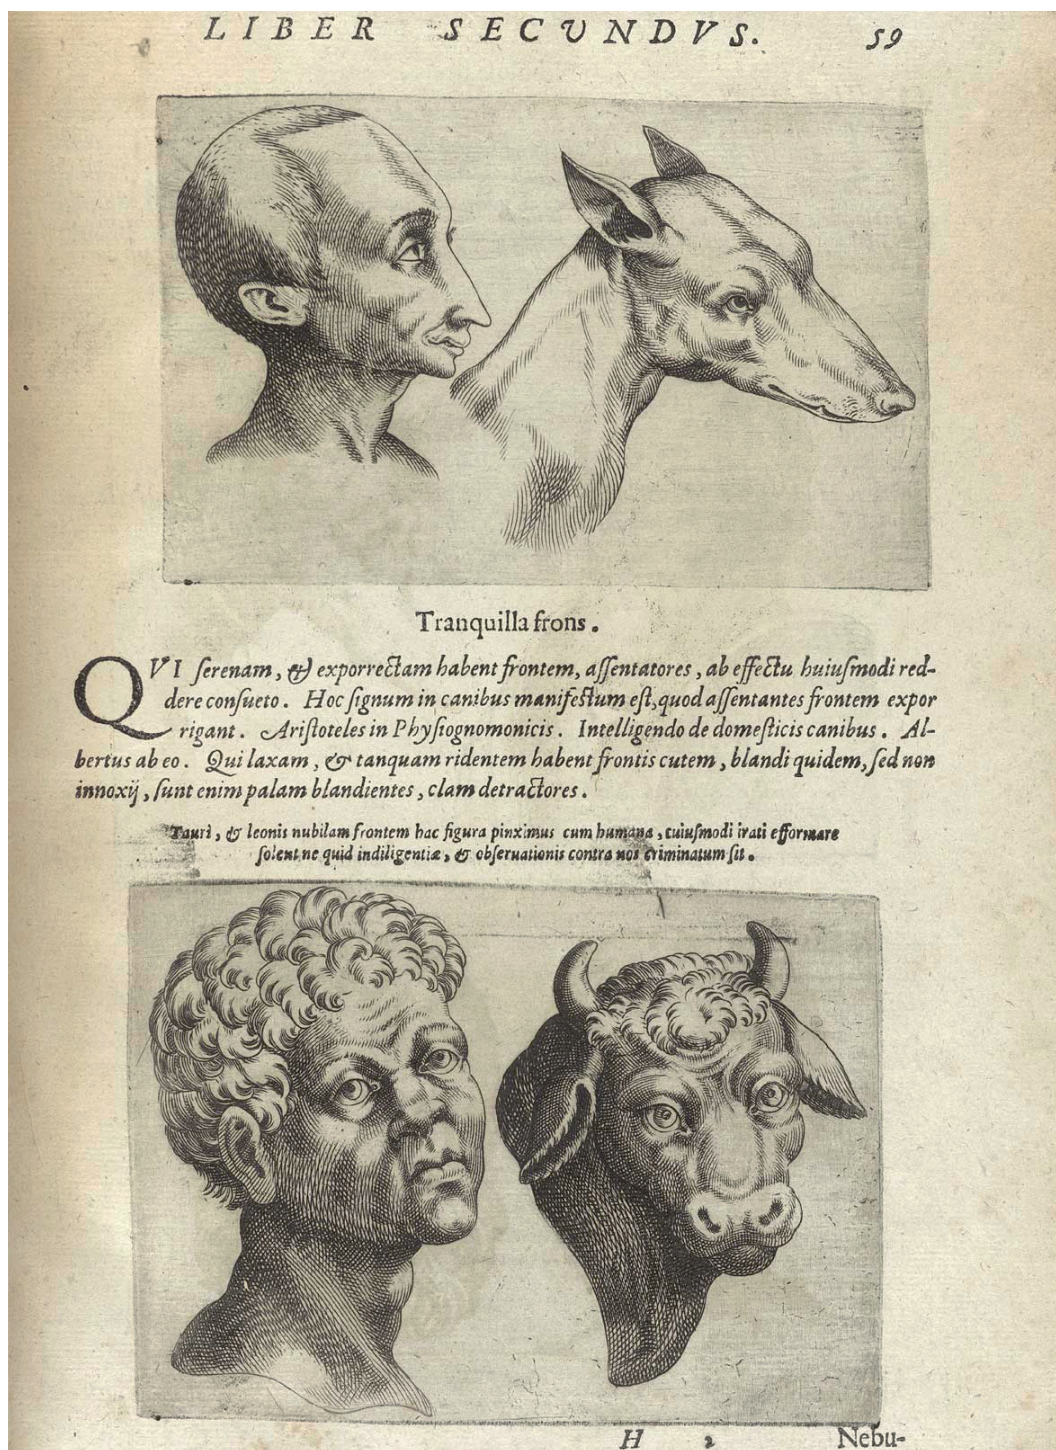 LIBER SECUNDVS. 59
Tranquilla frons.
QVI ſerenam, & exporrectam habent frontem, aſſentatores, ab effectu huiuſmodi red-
dere conſueto. Hoc ſignum in canibus manifeſtum eſt, quod aſſentantes frontem expor
rigant. Ariſtoteles in Phyſiognomonicis. Intelligendo de domeſticis canibus. Al-
bertus ab eo. Qui laxam, & tanquam ridentem habent frontis cutem, blandi quidem, ſed non
innoxij, ſunt enim palam blandientes, clam detractores.
Tauri, & leonis nubilam frontem hac figura pinximus cum humana, cuiuſmodi irati efformare
ſolent ne quid indiligentiæ, & obſeruationis contra nos criminatum ſit.
H 2 Nebu-